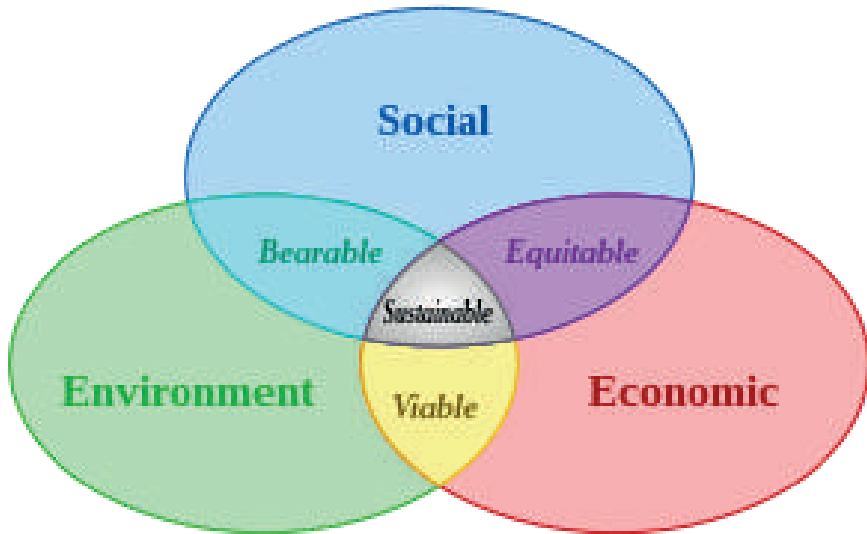 Social
Bearable
Equitable
Sustainable
Environment
Viable
Economic